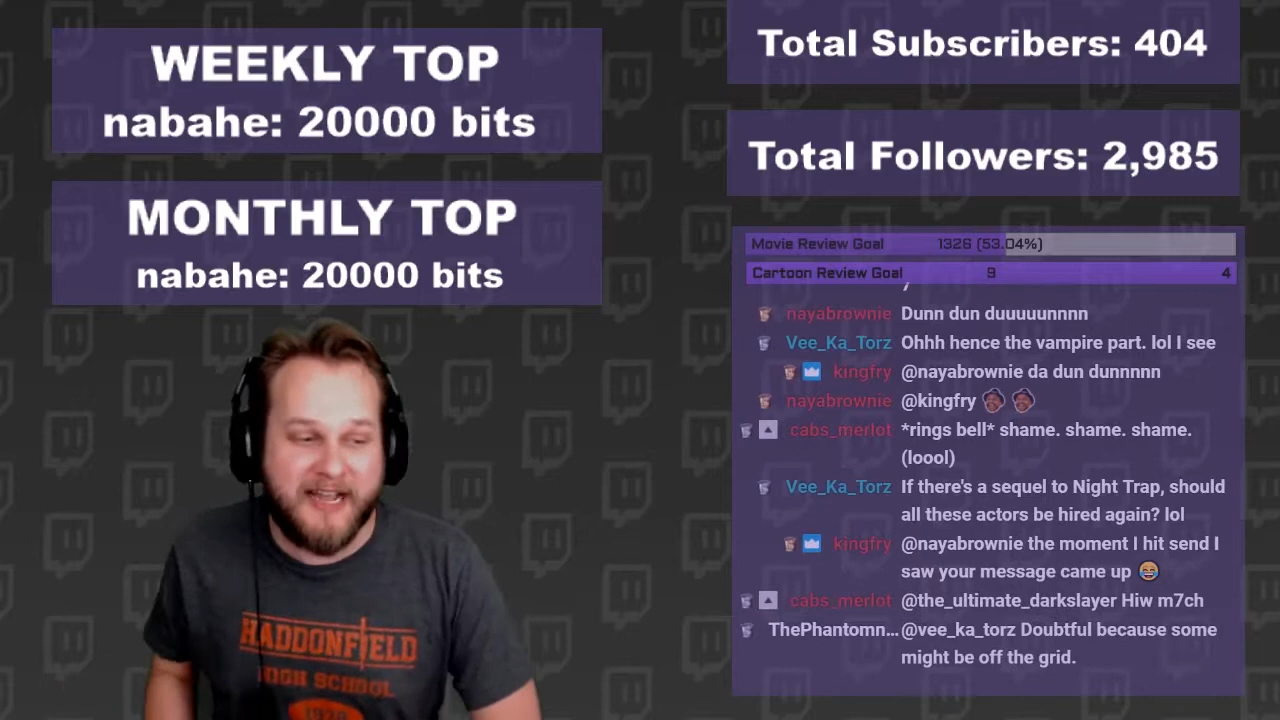 WEEKLY TOP
nabahe: 20000 bits
MONTHLY TOP
nabahe: 20000 bits
Total Subscribers: 404
Total Followers: 2,985
Movie Review Goal 1326 (53.04%)
Cartoon Review Goal 9 4
nayabrownie Dunn dun duuuuunnnn
Vee_Ka_Torz Ohhh hence the vampire part. lol I see
kingfry @nayabrownie da dun dunnnnn
nayabrownie @kingfry
cabs_merlot *rings bell* shame. shame. shame.
(loool)
Vee_Ka_Torz If there's a sequel to Night Trap, should
all these actors be hired again? lol
kingfry @nayabrownie the moment I hit send I
saw your message came up 😂
cabs_merlot @the_ultimate_darkslayer Hiw m7ch
ThePhantomn... @vee_ka_torz Doubtful because some
might be off the grid.
HADDONFIELD
HIGH SCHOOL
1978